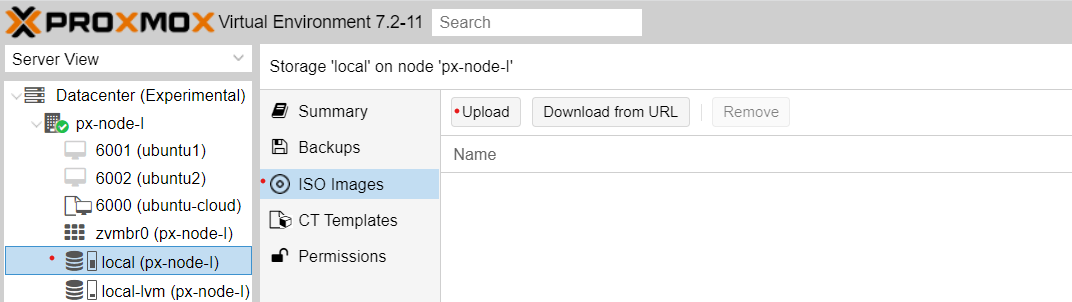 PROXMOX Virtual Environment 7.2-11 Search
Server View
Datacenter (Experimental)
px-node-I
6001 (ubuntu1)
6002 (ubuntu2)
6000 (ubuntu-cloud)
zvmbr0 (px-node-I)
local (px-node-I)
local-lvm (px-node-I)
Storage 'local' on node 'px-node-I'
Summary
Backups
ISO Images
CT Templates
Permissions
Upload Download from URL Remove
Name